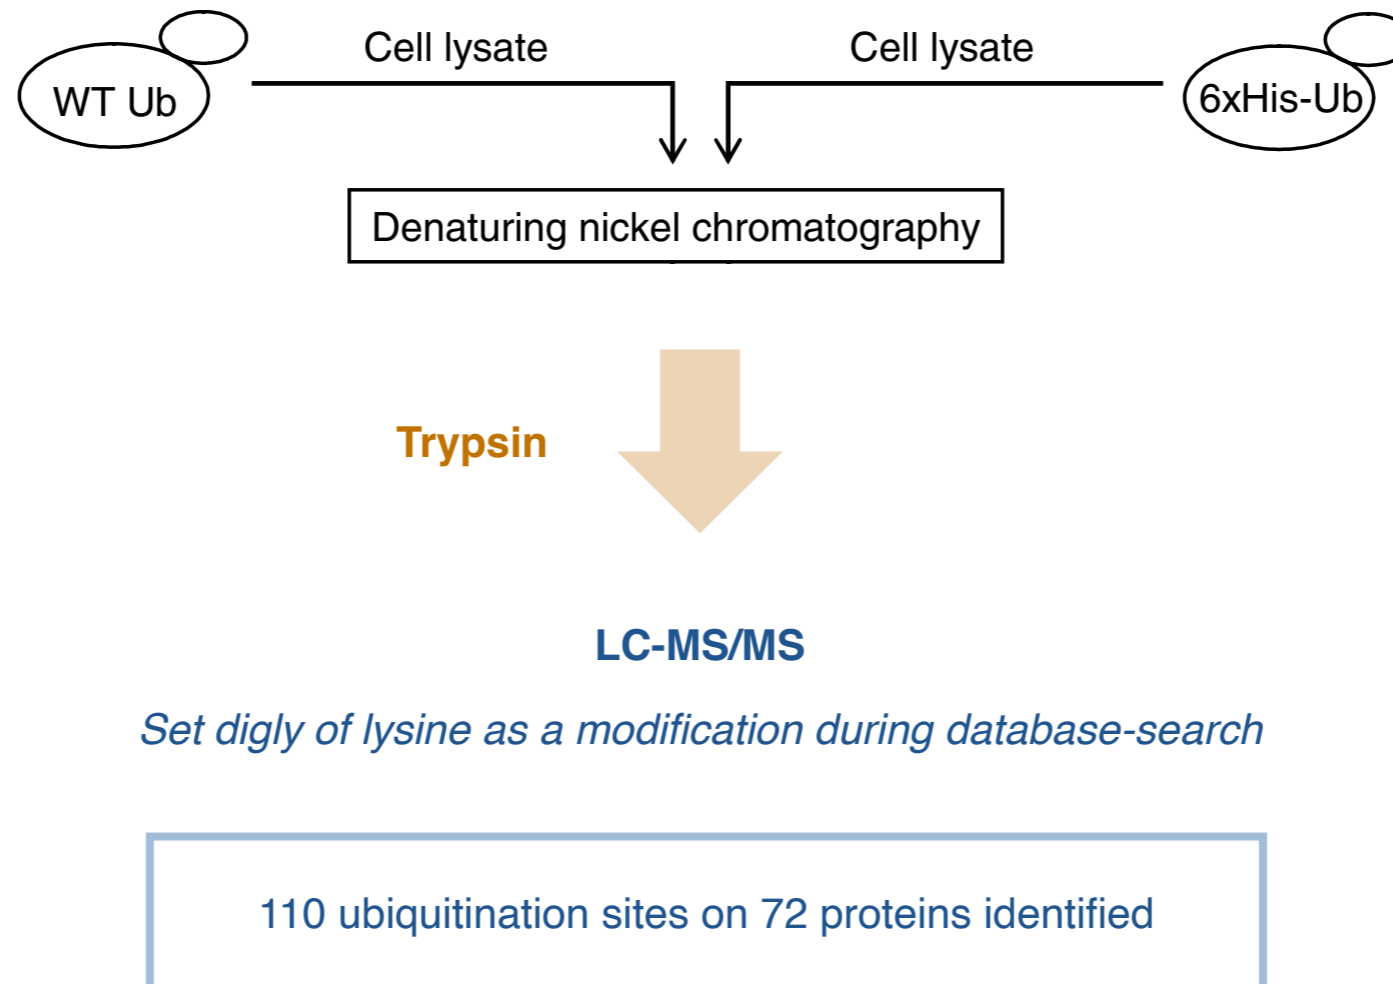 Cell lysate
Cell lysate
WT Ub
6xHis-Ub
Denaturing nickel chromatography
Trypsin
LC-MS/MS
Set digly of lysine as a modification during database-search
110 ubiquitination sites on 72 proteins identified